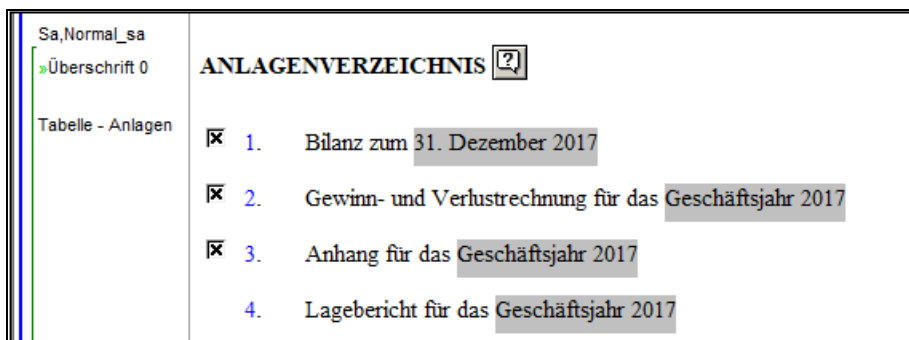 Sa,Normal_sa
»Überschrift 0
ANLAGENVERZEICHNIS
Tabelle - Anlagen
1. Bilanz zum 31. Dezember 2017
2. Gewinn- und Verlustrechnung für das Geschäftsjahr 2017
3. Anhang für das Geschäftsjahr 2017
4. Lagebericht für das Geschäftsjahr 2017